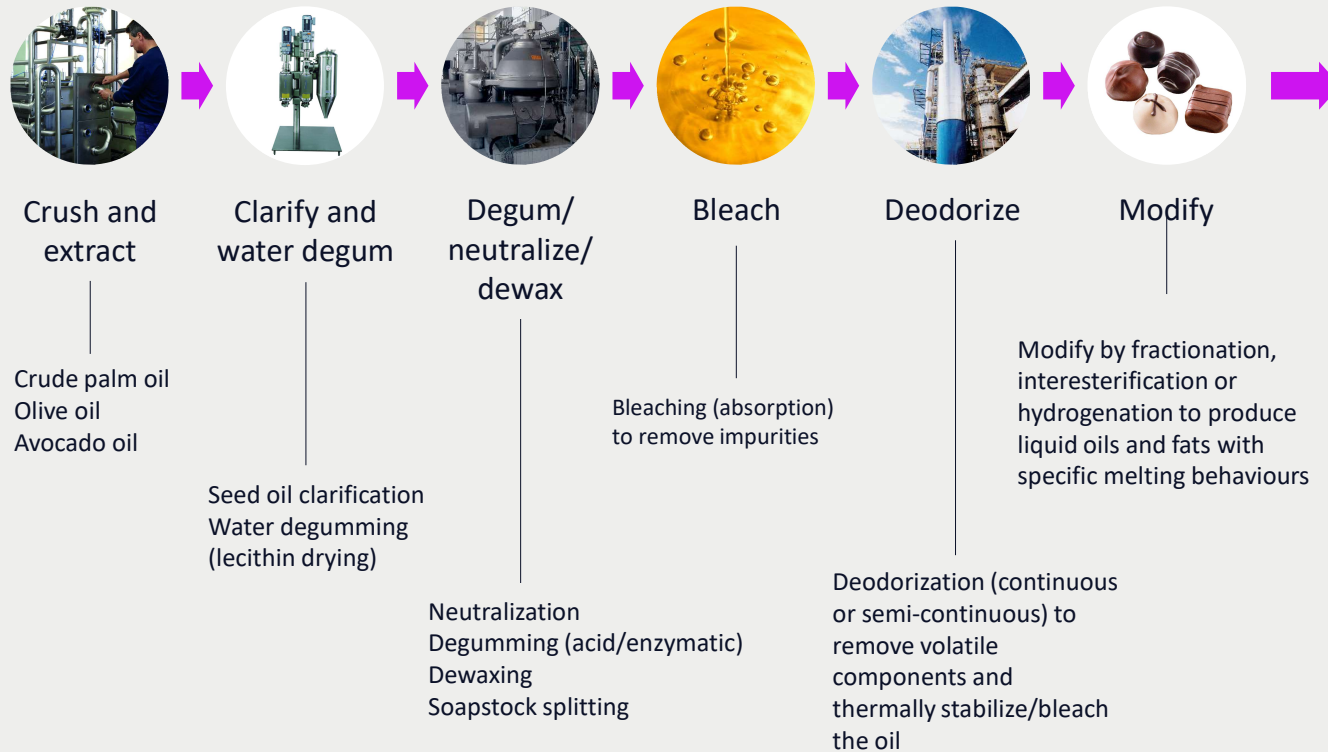 Crush and
extract
Clarify and
water degum
Degum/
neutralize/
dewax
Bleach
Deodorize
Modify
Crude palm oil
Olive oil
Avocado oil
Seed oil clarification
Water degumming
(lecithin drying)
Neutralization
Degumming (acid/enzymatic)
Dewaxing
Soapstock splitting
Bleaching (absorption)
to remove impurities
Deodorization (continuous
or semi-continuous) to
remove volatile
components and
thermally stabilize/bleach
the oil
Modify by fractionation,
interesterification or
hydrogenation to produce
liquid oils and fats with
specific melting behaviours